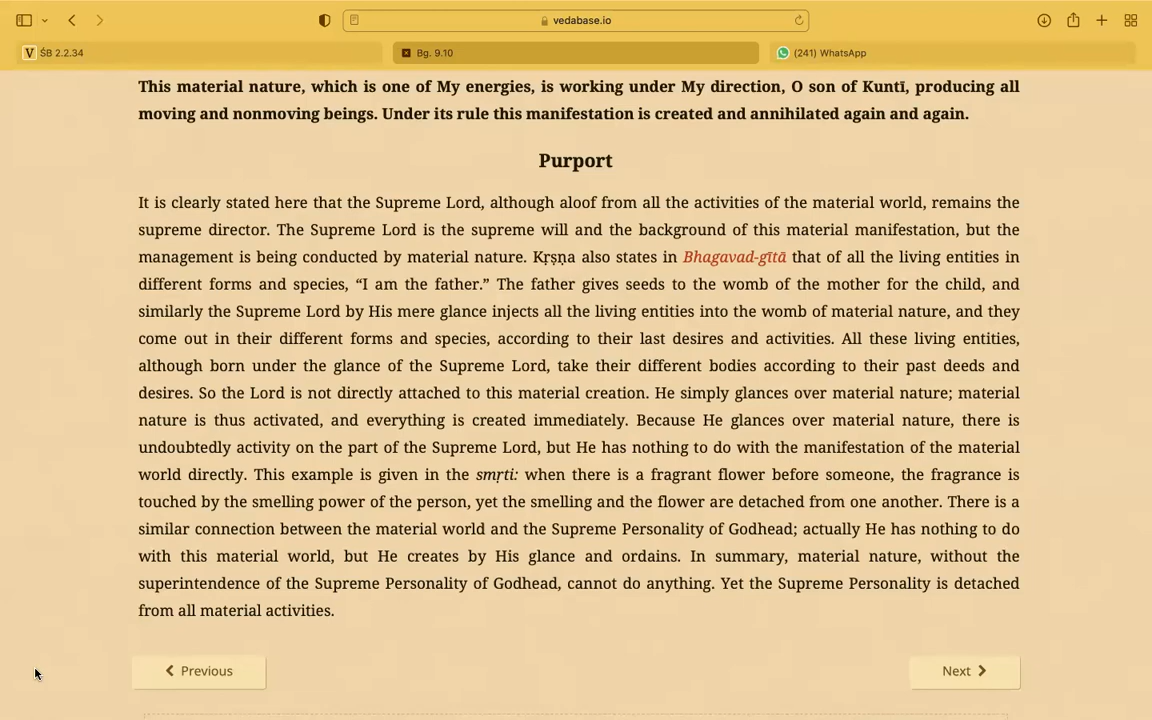 vedabase.io
ŚB 2.2.34
Bg. 9.10
(241) WhatsApp
This material nature, which is one of My energies, is working under My direction, O son of Kuntī, producing all
moving and nonmoving beings. Under its rule this manifestation is created and annihilated again and again.
Purport
It is clearly stated here that the Supreme Lord, although aloof from all the activities of the material world, remains the
supreme director. The Supreme Lord is the supreme will and the background of this material manifestation, but the
management is being conducted by material nature. Kṛṣṇa also states in Bhagavad-gītā that of all the living entities in
different forms and species, “I am the father.” The father gives seeds to the womb of the mother for the child, and
similarly the Supreme Lord by His mere glance injects all the living entities into the womb of material nature, and they
come out in their different forms and species, according to their last desires and activities. All these living entities,
although born under the glance of the Supreme Lord, take their different bodies according to their past deeds and
desires. So the Lord is not directly attached to this material creation. He simply glances over material nature; material
nature is thus activated, and everything is created immediately. Because He glances over material nature, there is
undoubtedly activity on the part of the Supreme Lord, but He has nothing to do with the manifestation of the material
world directly. This example is given in the smṛti: when there is a fragrant flower before someone, the fragrance is
touched by the smelling power of the person, yet the smelling and the flower are detached from one another. There is a
similar connection between the material world and the Supreme Personality of Godhead; actually He has nothing to do
with this material world, but He creates by His glance and ordains. In summary, material nature, without the
superintendence of the Supreme Personality of Godhead, cannot do anything. Yet the Supreme Personality is detached
from all material activities.
Previous
Next